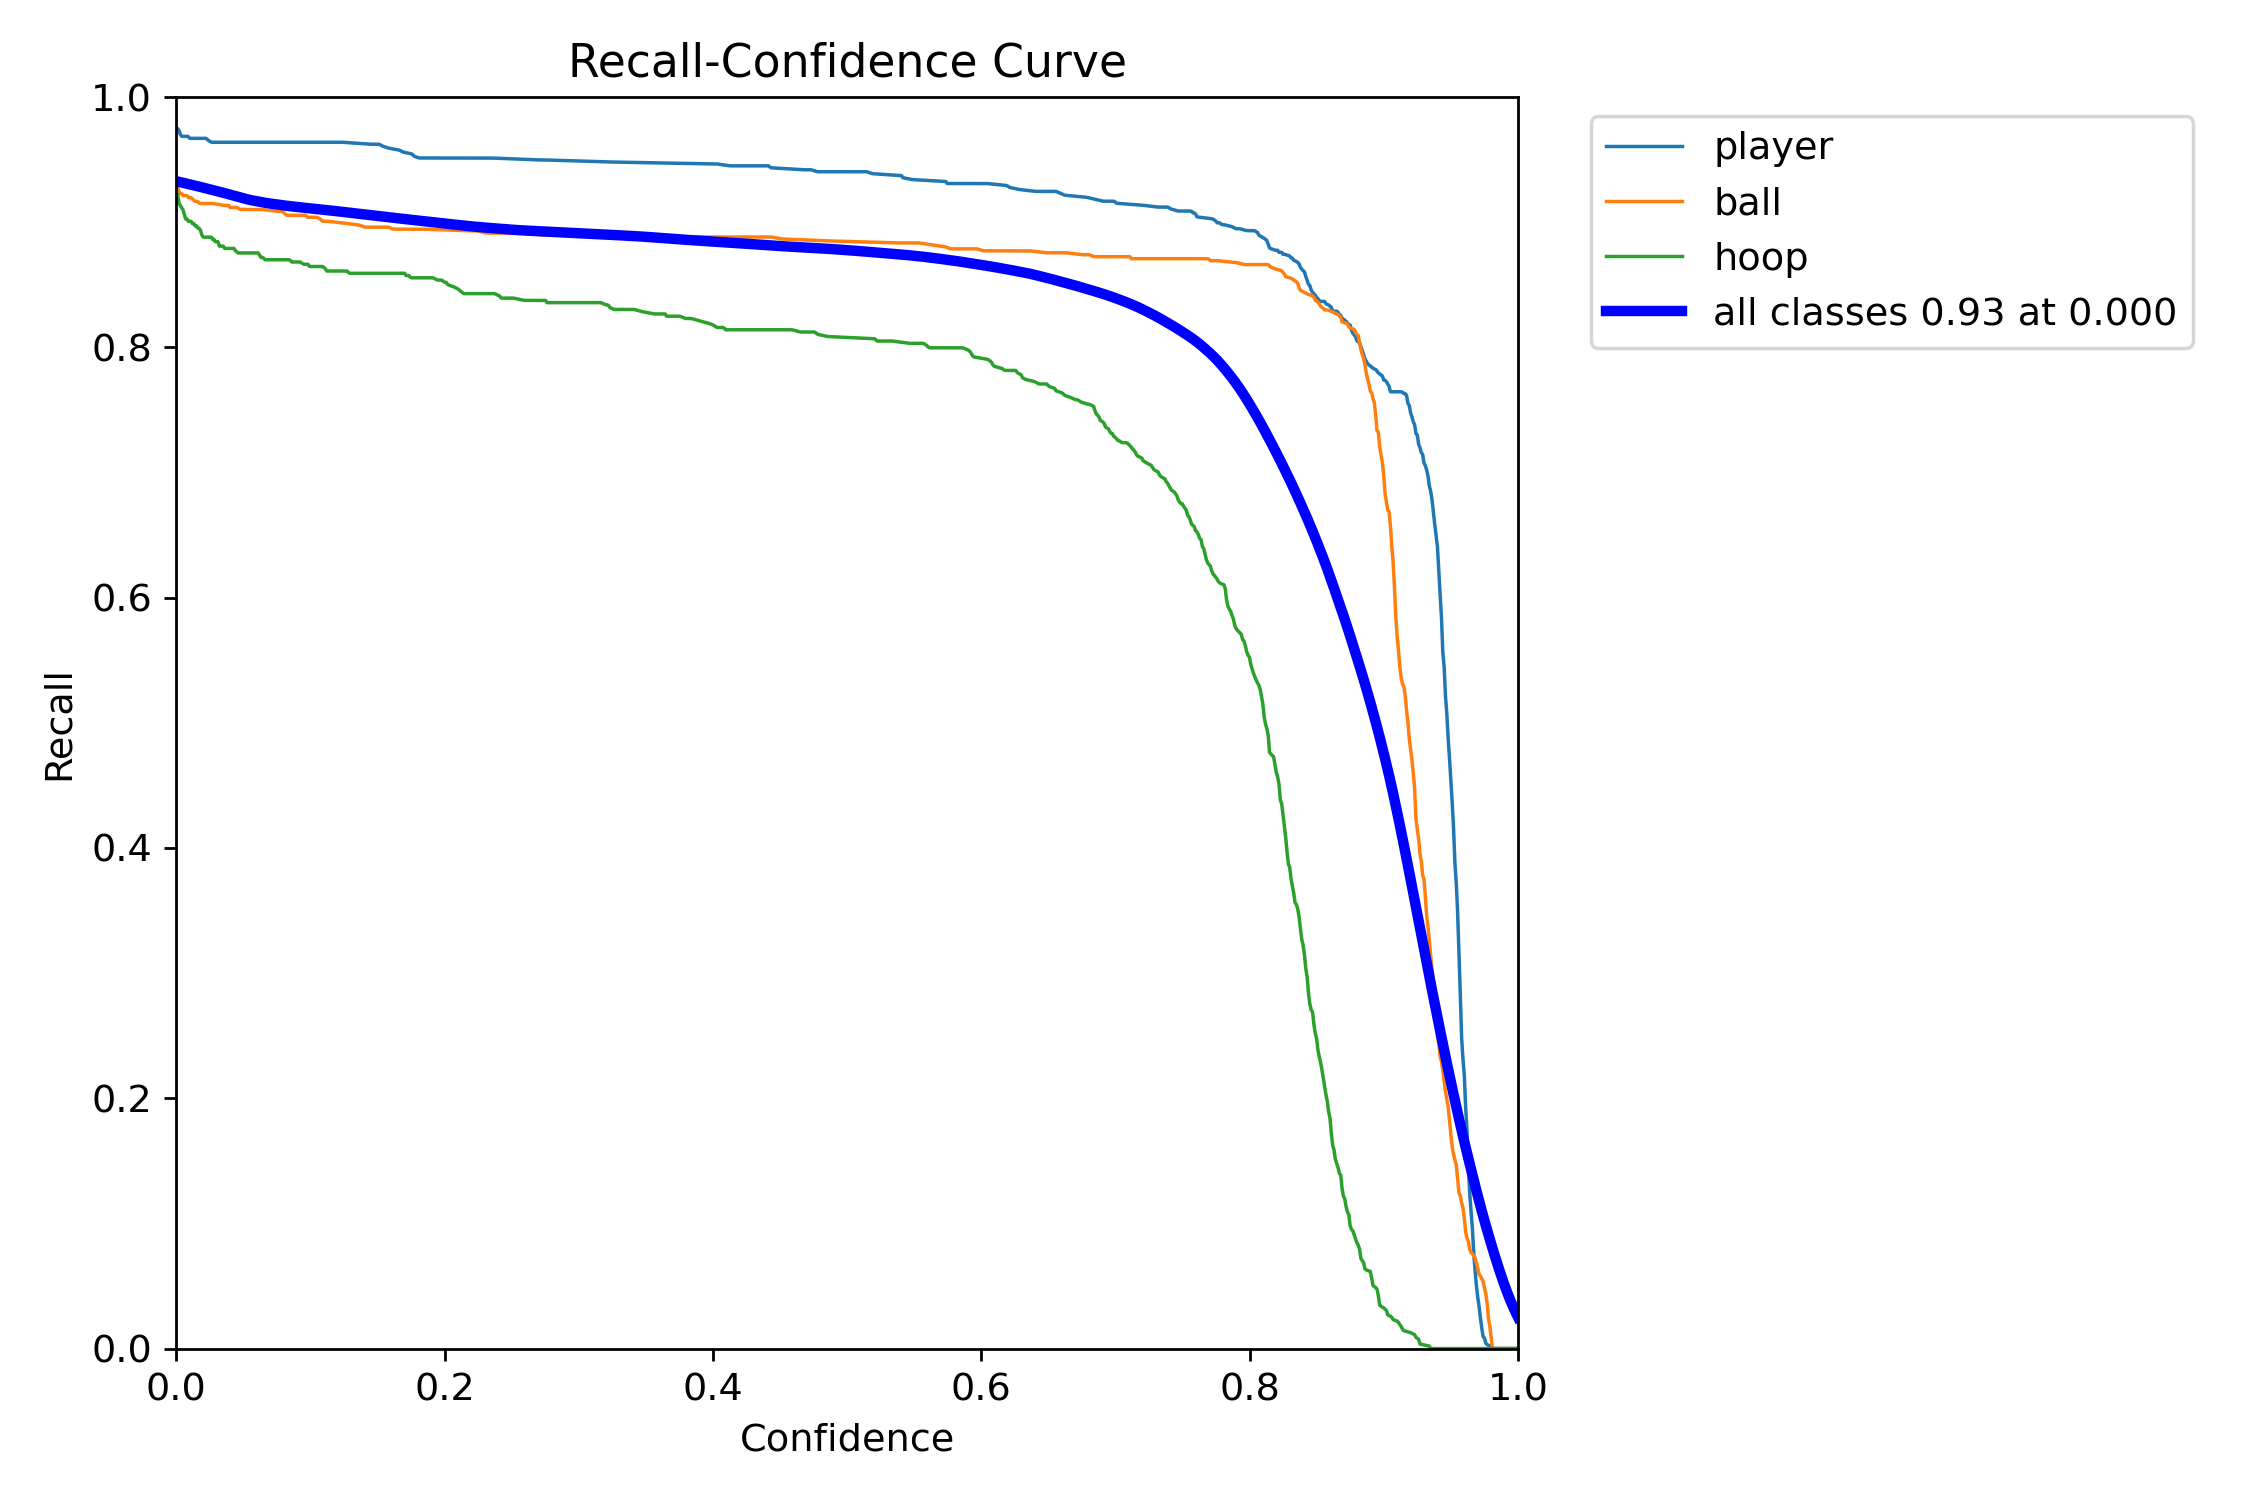 Recall-Confidence Curve
1.0
0.8
0.6
0.4
0.2
0.0
Recall
0.0 0.2 0.4 0.6 0.8 1.0
Confidence
player
ball
hoop
all classes 0.93 at 0.000